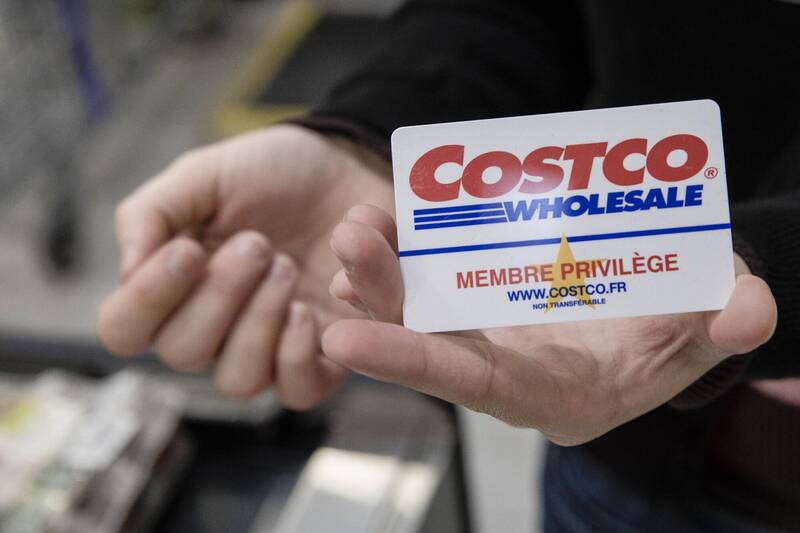 COSTCO®
WHOLESALE
MEMBRE PRIVILÈGE
WWW.COSTCO.FR
NON TRANSFÉRABLE